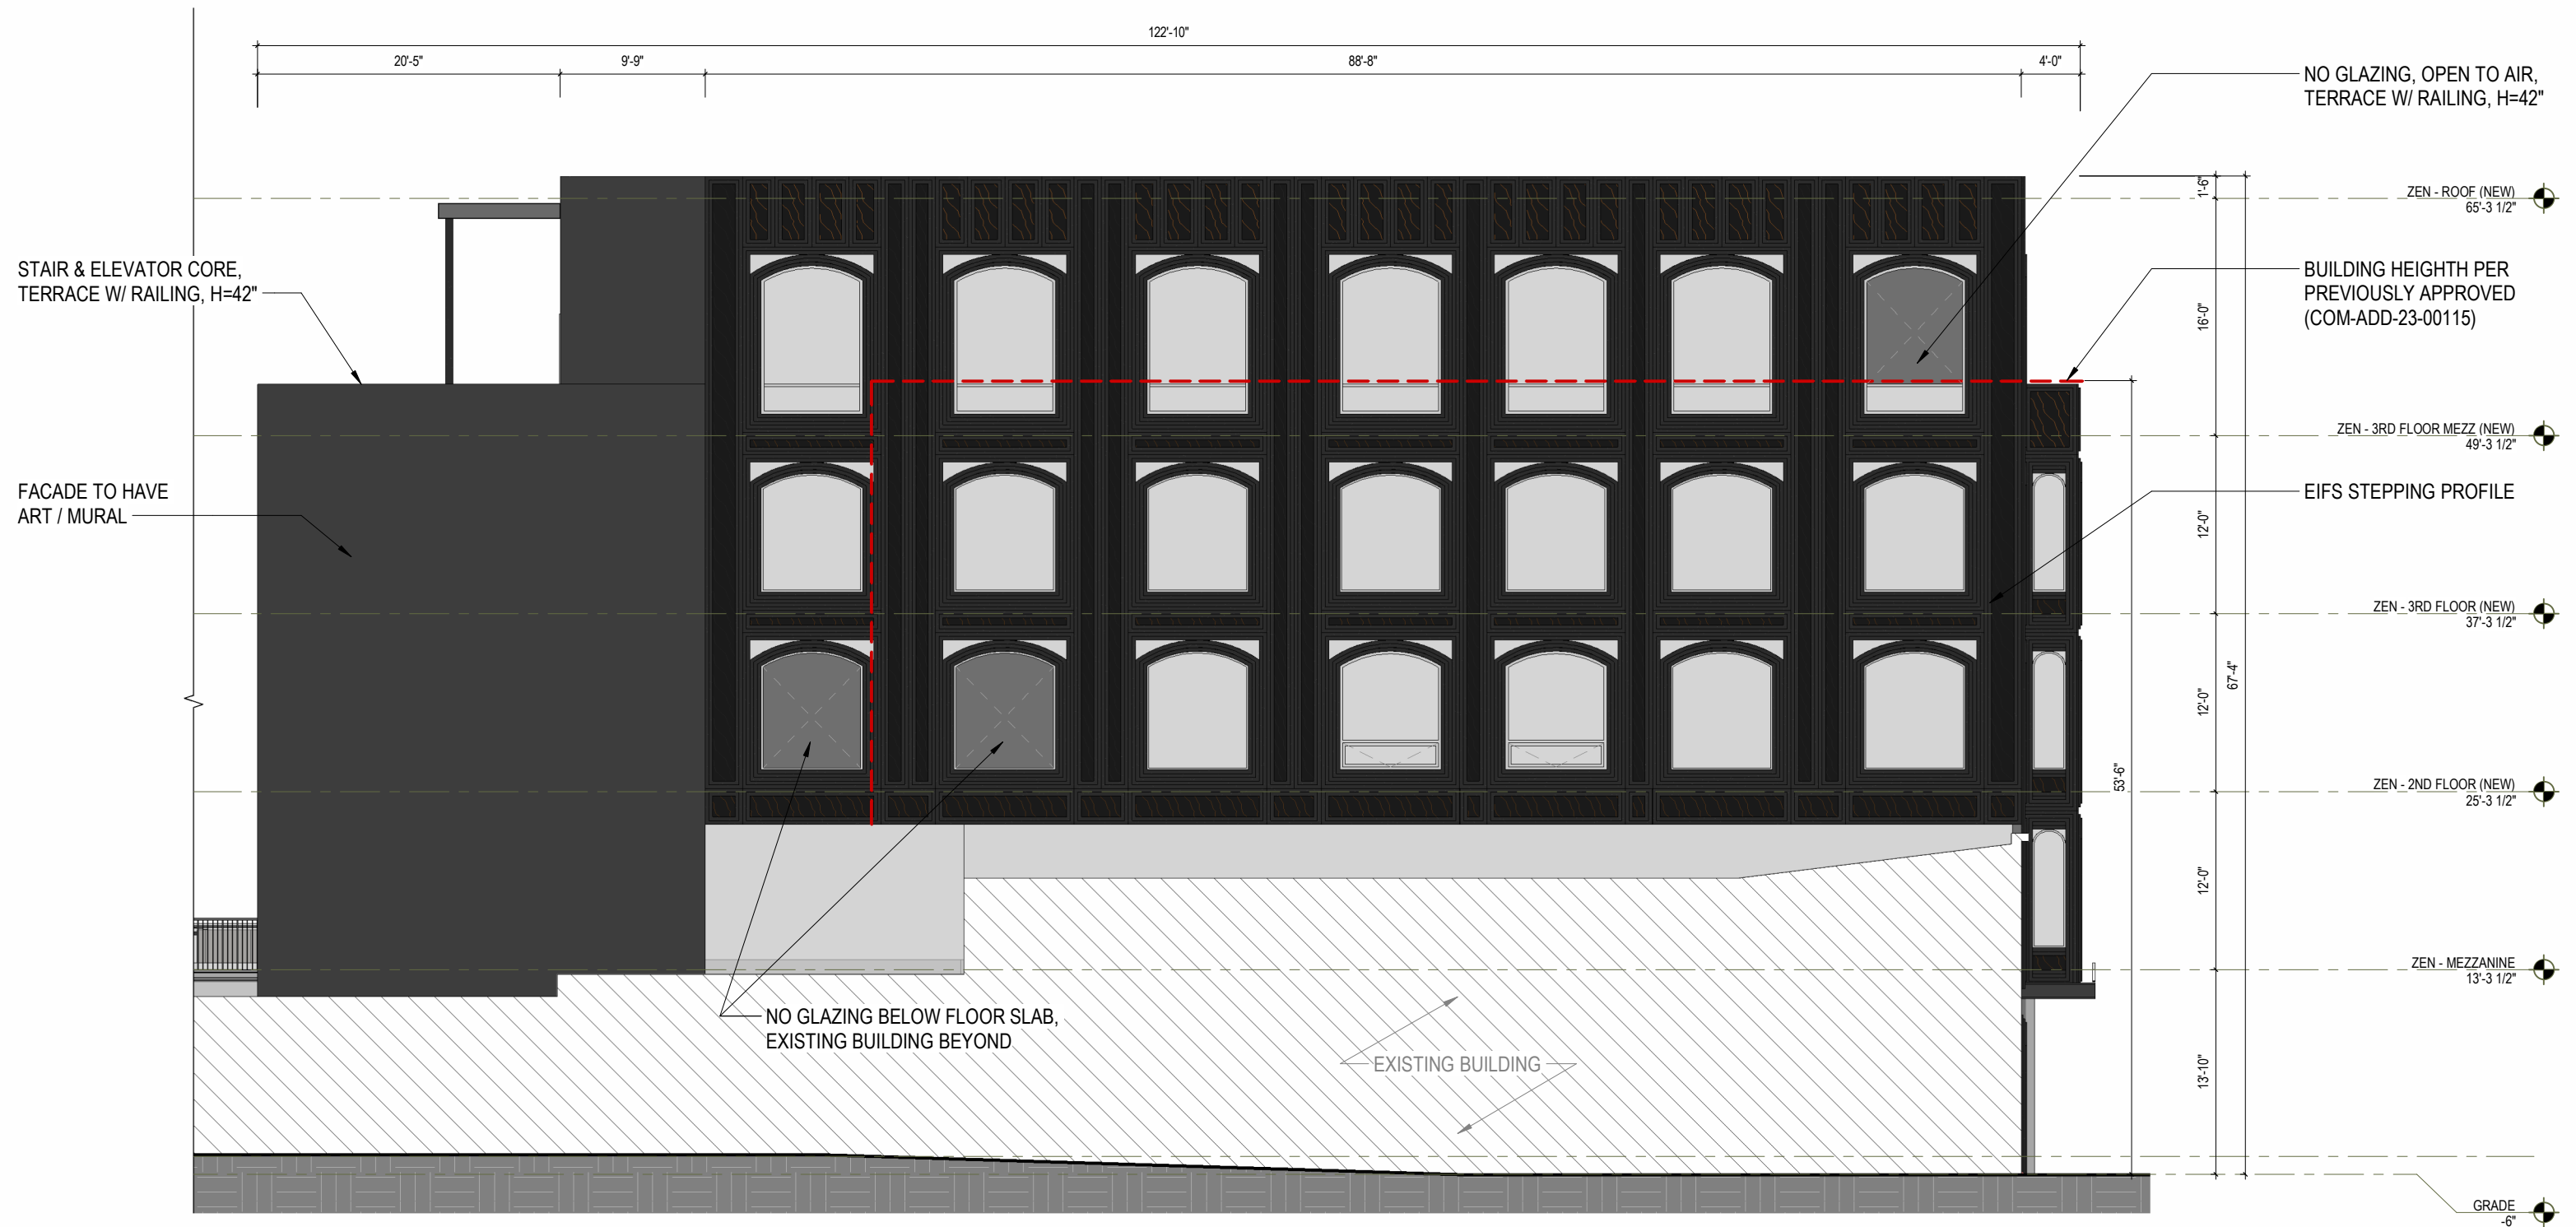 122'-10"
20'-5"
9'-9"
88'-8"
4'-0"
NO GLAZING, OPEN TO AIR,
TERRACE W/ RAILING, H=42"
1'-6"
ZEN - ROOF (NEW)
65'-3 1/2"
STAIR & ELEVATOR CORE,
TERRACE W/ RAILING, H=42"
BUILDING HEIGHTH PER
PREVIOUSLY APPROVED
(COM-ADD-23-00115)
16'-0"
ZEN - 3RD FLOOR MEZZ (NEW)
49'-3 1/2"
FACADE TO HAVE
ART / MURAL
EIFS STEPPING PROFILE
12'-0"
ZEN - 3RD FLOOR (NEW)
37'-3 1/2"
67'-4"
12'-0"
53'-6"
ZEN - 2ND FLOOR (NEW)
25'-3 1/2"
12'-0"
ZEN - MEZZANINE
13'-3 1/2"
NO GLAZING BELOW FLOOR SLAB,
EXISTING BUILDING BEYOND
EXISTING BUILDING
13'-10"
GRADE
-6"